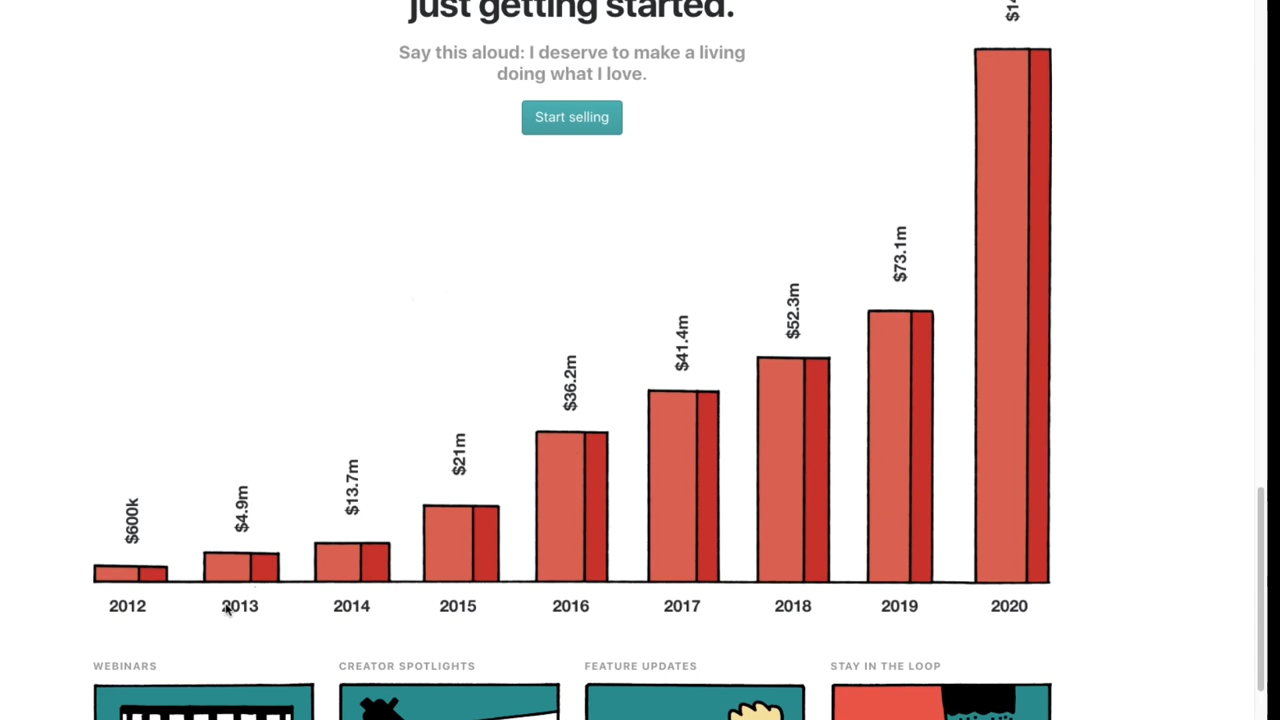 just getting started.
Say this aloud: I deserve to make a living
doing what I love.
Start selling
$600k
$4.9m
$13.7m
$21m
$36.2m
$41.4m
$52.3m
$73.1m
2012
2013
2014
2015
2016
2017
2018
2019
2020
WEBINARS
CREATOR SPOTLIGHTS
FEATURE UPDATES
STAY IN THE LOOP